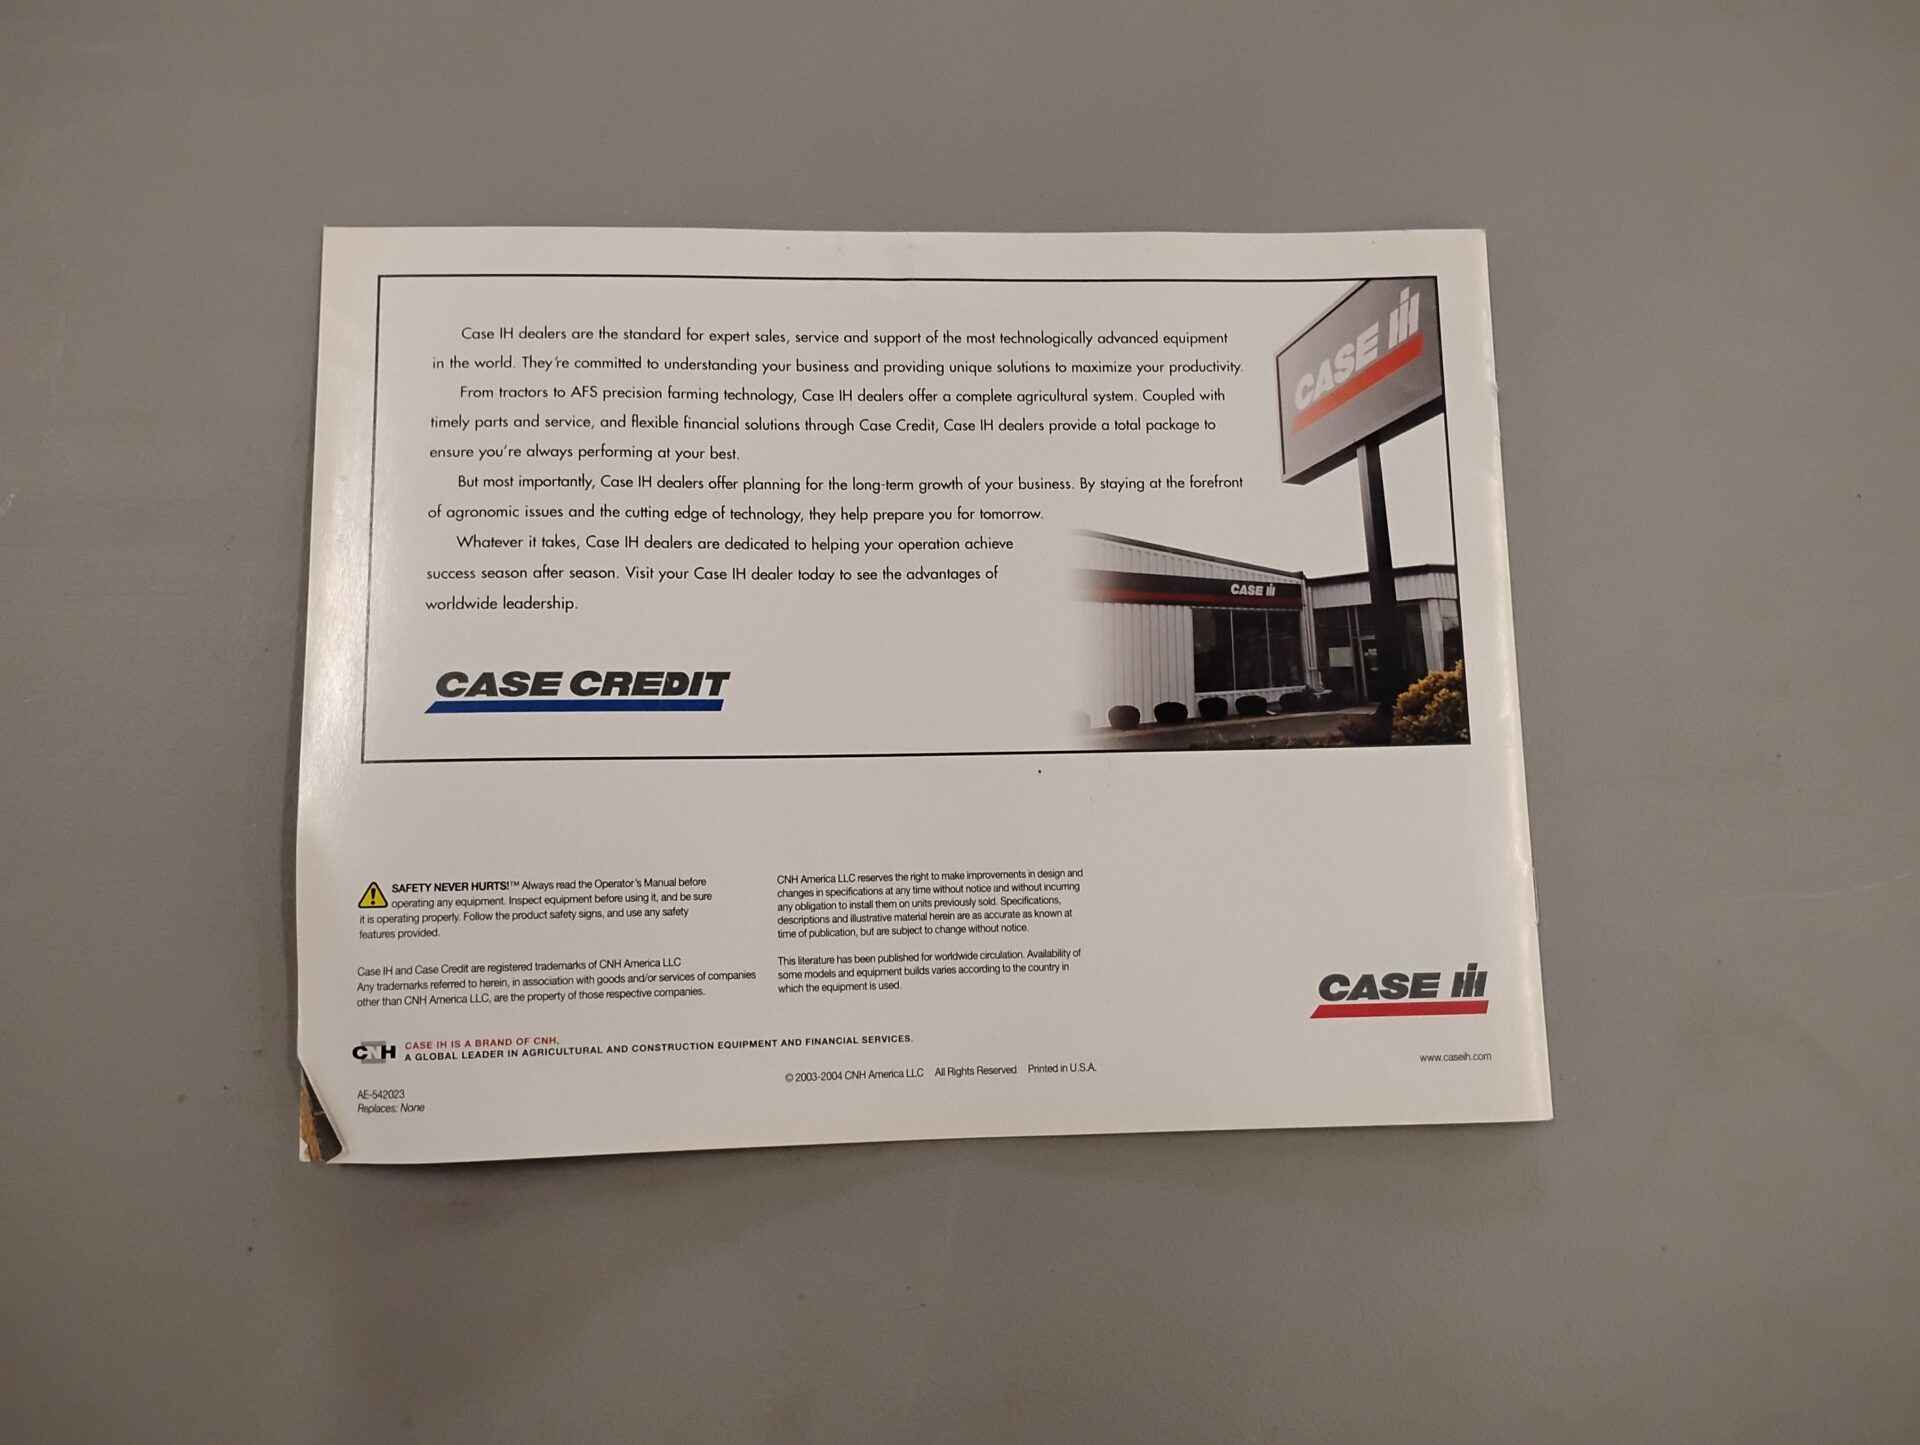 Case IH dealers are the standard for expert sales, service and support of the most technologically advanced equipment
in the world. They're committed to understanding your business and providing unique solutions to maximize your productivity.
From tractors to AFS precision farming technology, Case IH dealers offer a complete agricultural system. Coupled with
timely parts and service, and flexible financial solutions through Case Credit, Case IH dealers provide a total package to
ensure you're always performing at your best.
But most importantly, Case IH dealers offer planning for the long-term growth of your business. By staying at the forefront
of agronomic issues and the cutting edge of technology, they help prepare you for tomorrow.
Whatever it takes, Case IH dealers are dedicated to helping your operation achieve
success season after season. Visit your Case IH dealer today to see the advantages of
worldwide leadership.
CASE IH
CASE IH
CASE CREDIT
SAFETY NEVER HURTS!™ Always read the Operator's Manual before
operating any equipment. Inspect equipment before using it, and be sure
it is operating properly. Follow the product safety signs, and use any safety
features provided.
Case IH and Case Credit are registered trademarks of CNH America LLC
Any trademarks referred to herein, in association with goods and/or services of companies
other than CNH America LLC, are the property of those respective companies.
CNH America LLC reserves the right to make improvements in design and
changes in specifications at any time without notice and without incurring
any obligation to install them on units previously sold. Specifications,
descriptions and illustrative material herein are as accurate as known at
time of publication, but are subject to change without notice.
This literature has been published for worldwide circulation. Availability of
some models and equipment builds varies according to the country in
which the equipment is used.
CASE IH
CNH CASE IH IS A BRAND OF CNH,
A GLOBAL LEADER IN AGRICULTURAL AND CONSTRUCTION EQUIPMENT AND FINANCIAL SERVICES.
www.caseih.com
© 2003-2004 CNH America LLC All Rights Reserved Printed in U.S.A.
AE-542023
Replaces: None